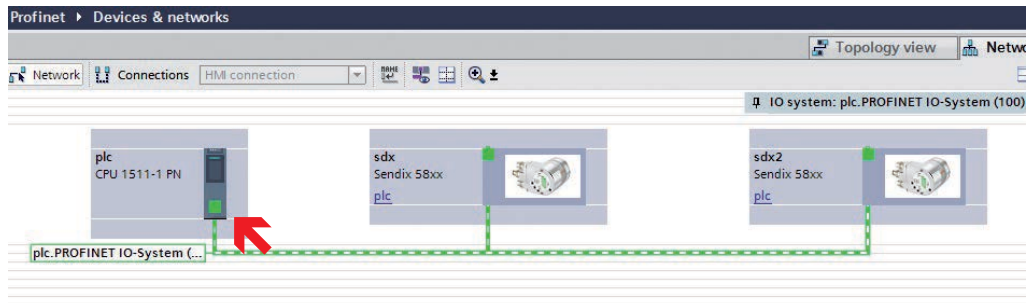 Profinet ▸ Devices & networks
Topology view
Netwo
Network
Connections
HMI connection
IO system: plc.PROFINET IO-System (100)
plc
CPU 1511-1 PN
sdx
Sendix 58xx
plc
sdx2
Sendix 58xx
plc
plc.PROFINET IO-System (...